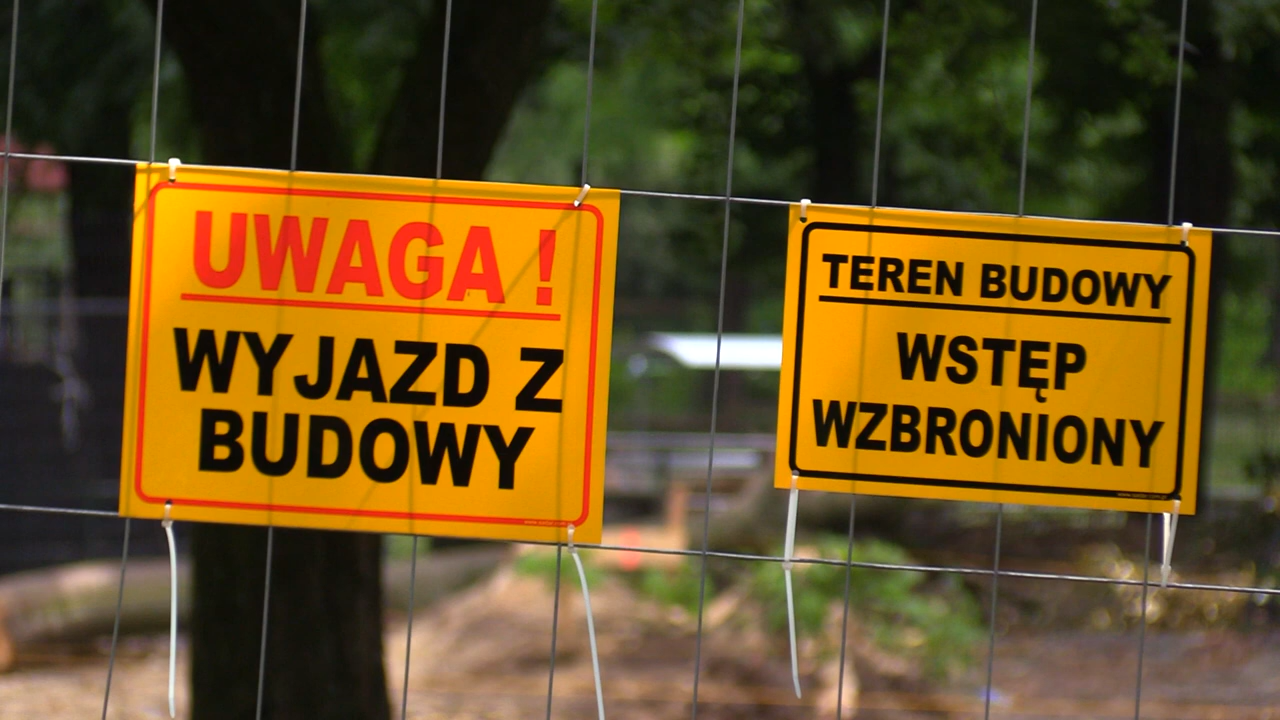 UWAGA !
WYJAZD Z
BUDOWY
TEREN BUDOWY
WSTĘP
WZBRONIONY